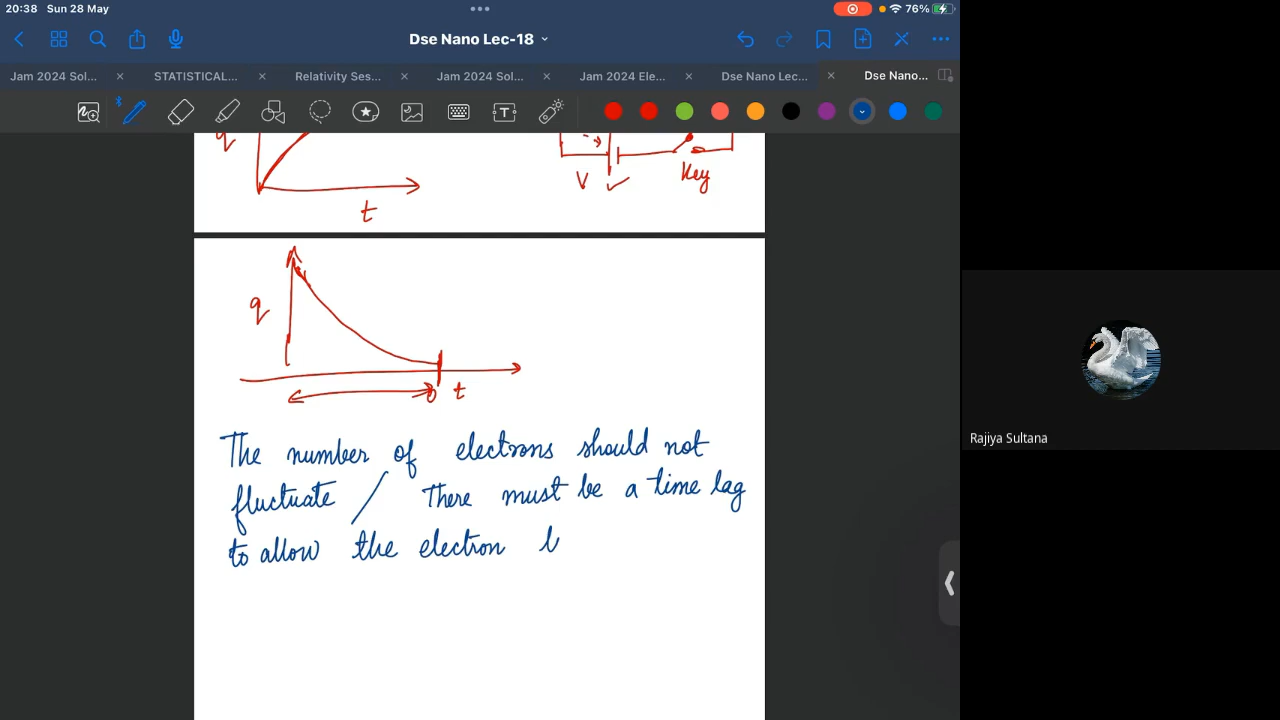 20:38 Sun 28 May
76%
Dse Nano Lec-18
Jam 2024 Sol...
STATISTICAL...
Relativity Ses...
Jam 2024 Sol...
Jam 2024 Ele...
Dse Nano Lec...
Dse Nano...
q
t
V
Key
q
t
The number of electrons should not
fluctuate / There must be a time lag
to allow the electron
Rajiya Sultana